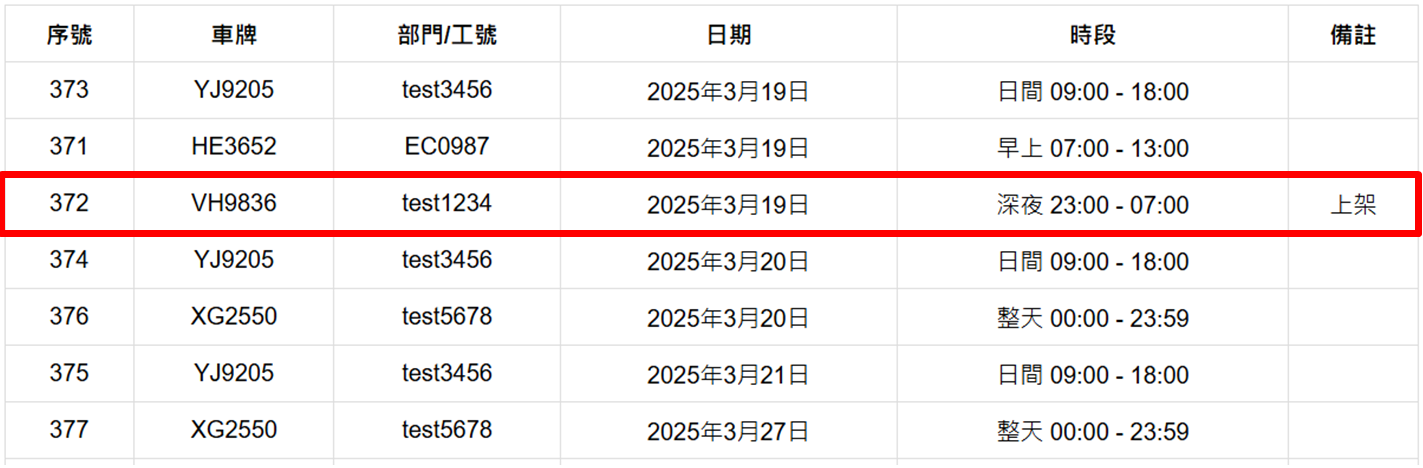 序號 車牌 部門/工號 日期 時段 備註
373 YJ9205 test3456 2025年3月19日 日間 09:00 - 18:00
371 HE3652 EC0987 2025年3月19日 早上 07:00 - 13:00
372 VH9836 test1234 2025年3月19日 深夜 23:00 - 07:00 上架
374 YJ9205 test3456 2025年3月20日 日間 09:00 - 18:00
376 XG2550 test5678 2025年3月20日 整天 00:00 - 23:59
375 YJ9205 test3456 2025年3月21日 日間 09:00 - 18:00
377 XG2550 test5678 2025年3月27日 整天 00:00 - 23:59